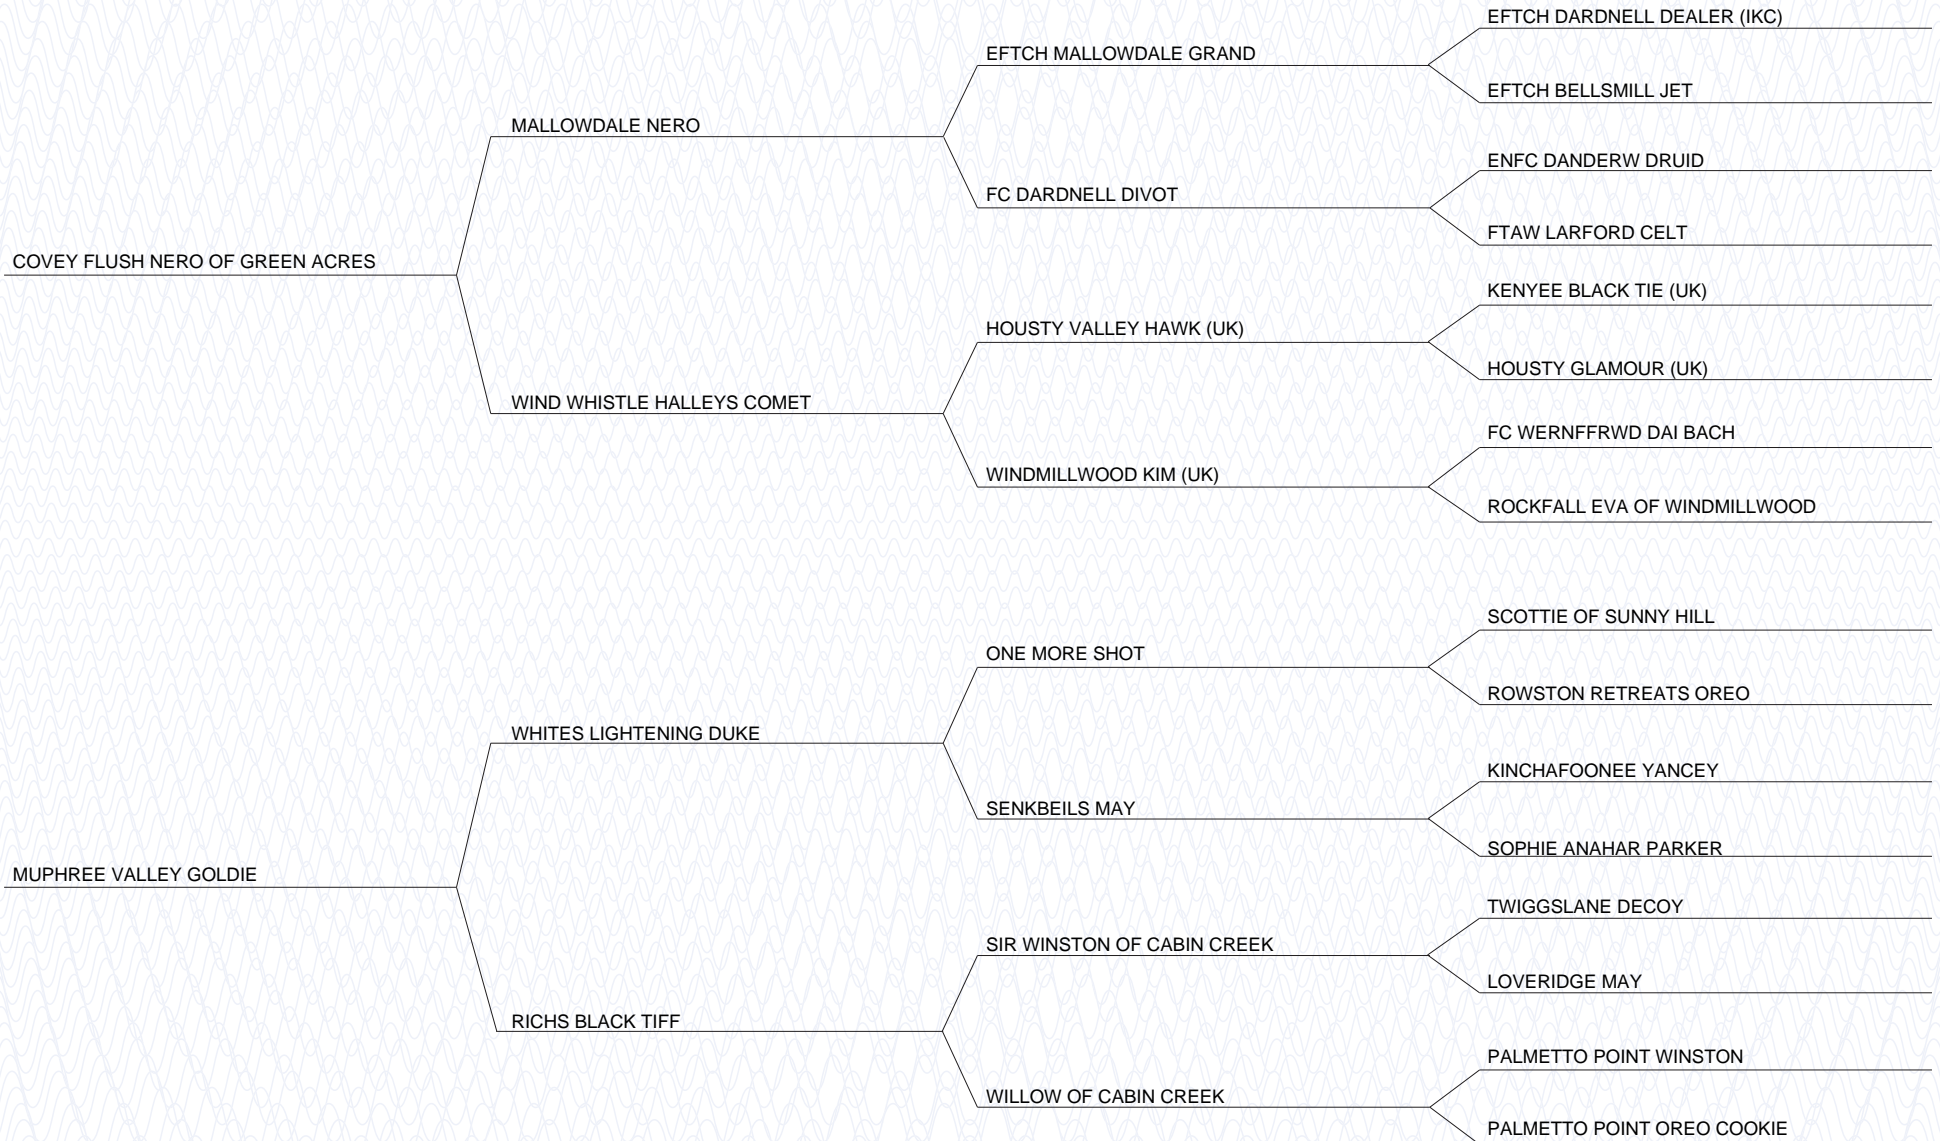 EFTCH DARDNELL DEALER (IKC)
EFTCH MALLOWDALE GRAND
EFTCH BELLSMILL JET
MALLOWDALE NERO
ENFC DANDERW DRUID
FC DARDNELL DIVOT
FTAW LARFORD CELT
COVEY FLUSH NERO OF GREEN ACRES
KENYEE BLACK TIE (UK)
HOUSTY VALLEY HAWK (UK)
HOUSTY GLAMOUR (UK)
WIND WHISTLE HALLEYS COMET
FC WERNFFRWD DAI BACH
WINDMILLWOOD KIM (UK)
ROCKFALL EVA OF WINDMILLWOOD
SCOTTIE OF SUNNY HILL
ONE MORE SHOT
ROWSTON RETREATS OREO
WHITES LIGHTENING DUKE
KINCHAFOONEE YANCEY
SENKBEILS MAY
SOPHIE ANAHAR PARKER
MUPHREE VALLEY GOLDIE
TWIGGSLANE DECOY
SIR WINSTON OF CABIN CREEK
LOVERIDGE MAY
RICHS BLACK TIFF
PALMETTO POINT WINSTON
WILLOW OF CABIN CREEK
PALMETTO POINT OREO COOKIE